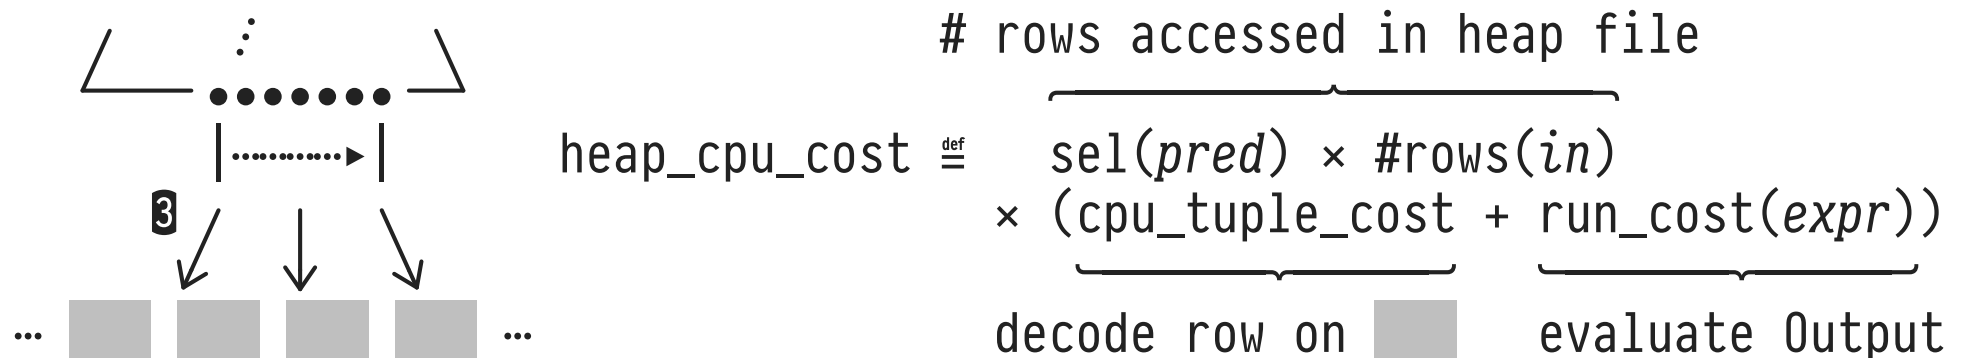 # rows accessed in heap file
heap_cpu_cost ≝ sel(pred) × #rows(in)
× (cpu_tuple_cost + run_cost(expr))
3
decode row on
evaluate Output
… …